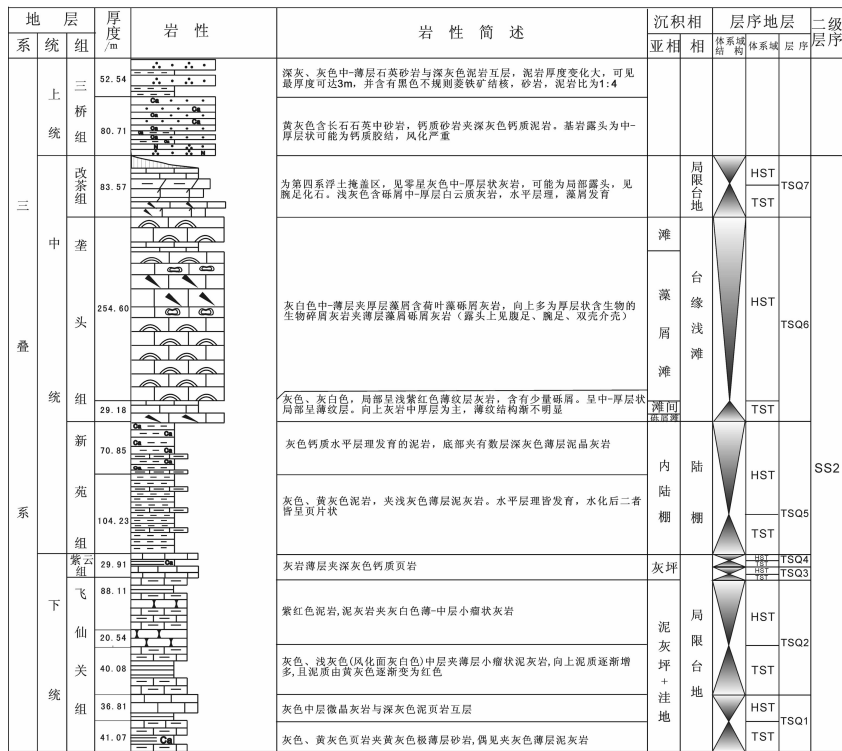 地 层 厚度/m 岩 性 岩 性 简 述 沉积相 层序地层 二级层序
系 统 组 亚相 相 体系域结构 体系域 层 序
三 叠 系
上 统
三 桥 组
52.54
深灰、灰色中-薄层石英砂岩与深灰色泥岩互层，泥岩厚度变化大，可见
最厚度可达3m，并含有黑色不规则菱铁矿结核，砂岩，泥岩比为1:4
Ca
Ca
Ca
80.71
黄灰色含长石石英中砂岩，钙质砂岩夹深灰色钙质泥岩。基岩露头为中-
厚层状可能为钙质胶结，风化严重
N
N
中 统
改 茶 组
83.57
为第四系浮土掩盖区，见零星灰色中-厚层状灰岩，可能为局部露头，见
腕足化石。浅灰色含砾屑中-厚层白云质灰岩，水平层理，藻屑发育
局限台地
HST
TST
TSQ7
垄 头 组
254.60
灰白色中-薄层夹厚层藻屑含荷叶藻砾屑灰岩，向上多为厚层状含生物的
生物碎屑灰岩夹薄层藻屑砾屑灰岩（露头上见腹足、腕足、双壳介壳）
滩
藻 屑 滩
台 缘 浅 滩
HST
TSQ6
29.18
灰色、灰白色，局部呈浅紫红色薄纹层灰岩，含有少量砾屑。呈中-厚层状
局部呈薄纹层。向上灰岩中厚层为主，薄纹结构渐不明显
滩间
砾屑滩
TST
新 苑 组
70.85
Ca
Ca
Ca
Ca
Ca
灰色钙质水平层理发育的泥岩，底部夹有数层深灰色薄层泥晶灰岩
104.23
灰色、黄灰色泥岩，夹浅灰色薄层泥灰岩。水平层理皆发育，水化后二者
皆呈页片状
内 陆 棚
陆 棚
HST
TST
TSQ5
SS2
下 统
紫云组
29.91
Ca
灰岩薄层夹深灰色钙质页岩
灰坪
HST
TST
TSQ4
HST
TST
TSQ3
飞 仙 关 组
88.11
紫红色泥岩,泥灰岩夹灰白色薄-中层小瘤状灰岩
20.54
40.08
灰色、浅灰色(风化面灰白色)中层夹薄层小瘤状泥灰岩,向上泥质逐渐增
多,且泥质由黄灰色逐渐变为红色
泥灰坪+洼地
局限台地
HST
TST
TSQ2
36.81
灰色中层微晶灰岩与深灰色泥页岩互层
41.07
Ca
灰色、黄灰色页岩夹黄灰色极薄层砂岩,偶见夹灰色薄层泥灰岩
HST
TST
TSQ1